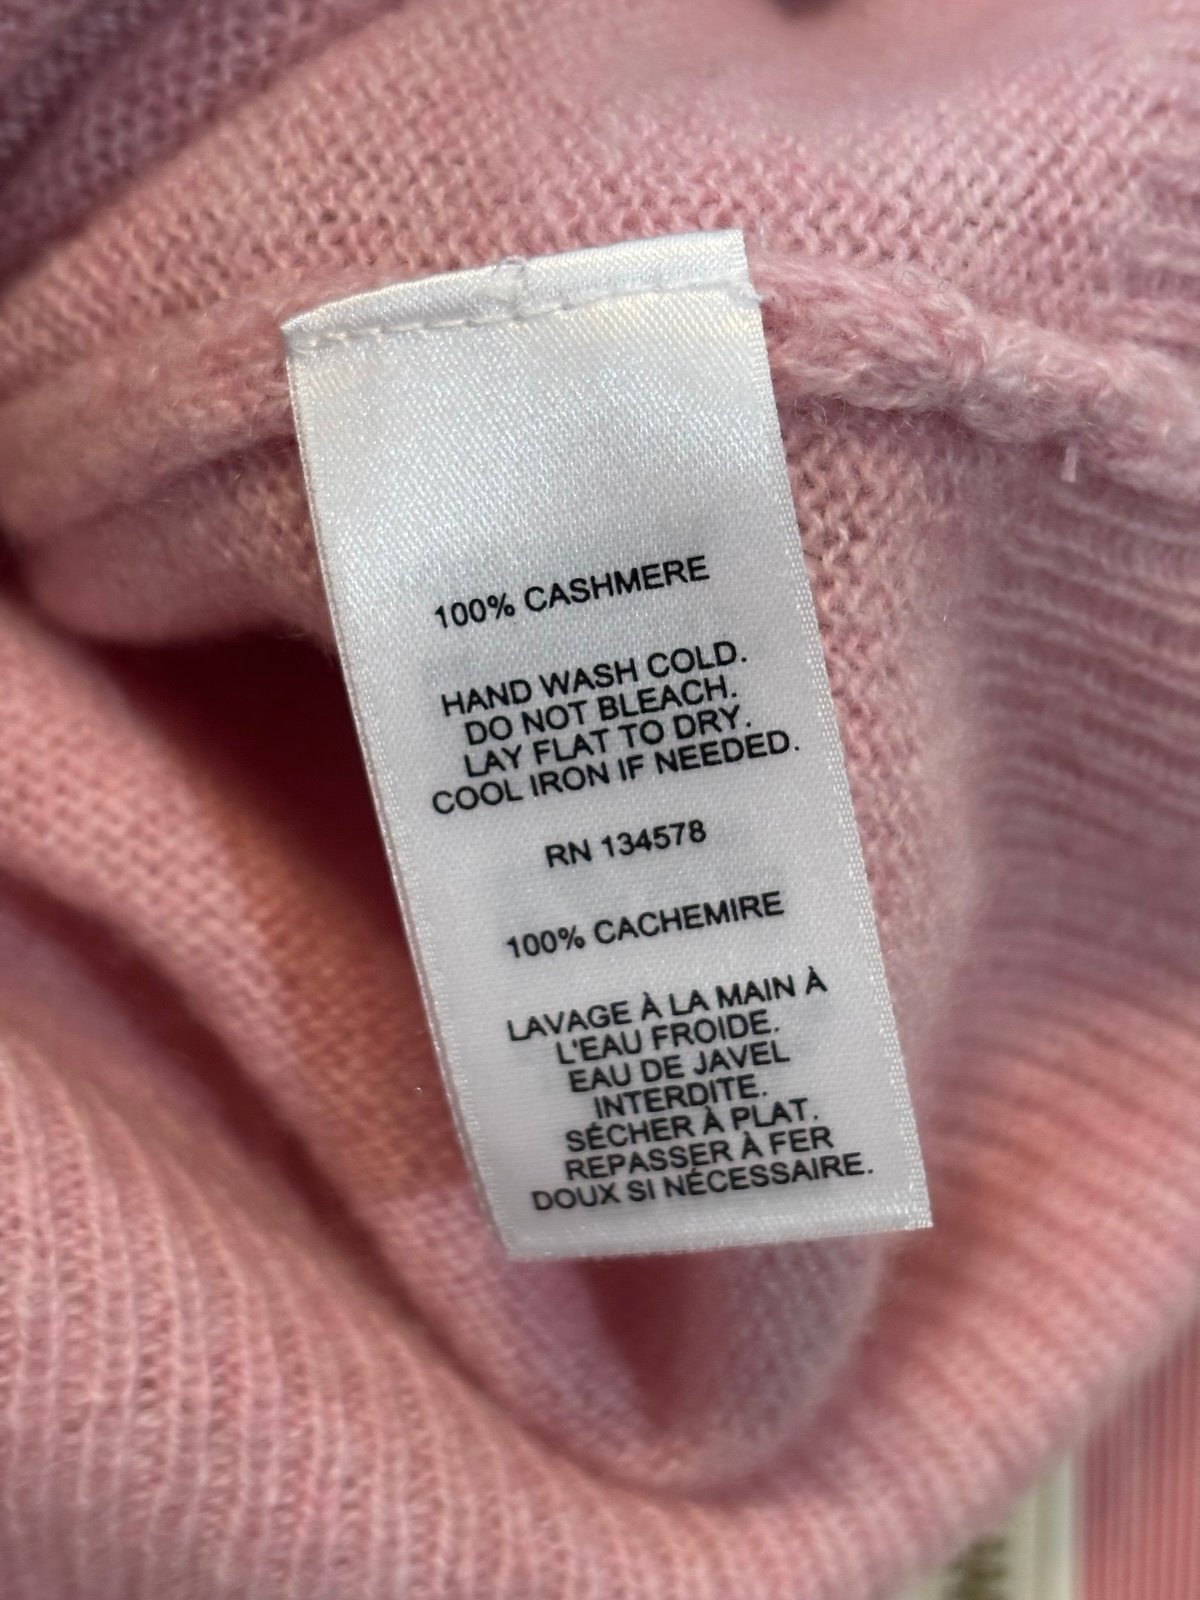 100% CASHMERE
HAND WASH COLD.
DO NOT BLEACH.
LAY FLAT TO DRY.
COOL IRON IF NEEDED.
RN 134578
100% CACHEMIRE
LAVAGE À LA MAIN À
L'EAU FROIDE.
EAU DE JAVEL
INTERDITE.
SÉCHER À PLAT.
REPASSER À FER
DOUX SI NÉCESSAIRE.